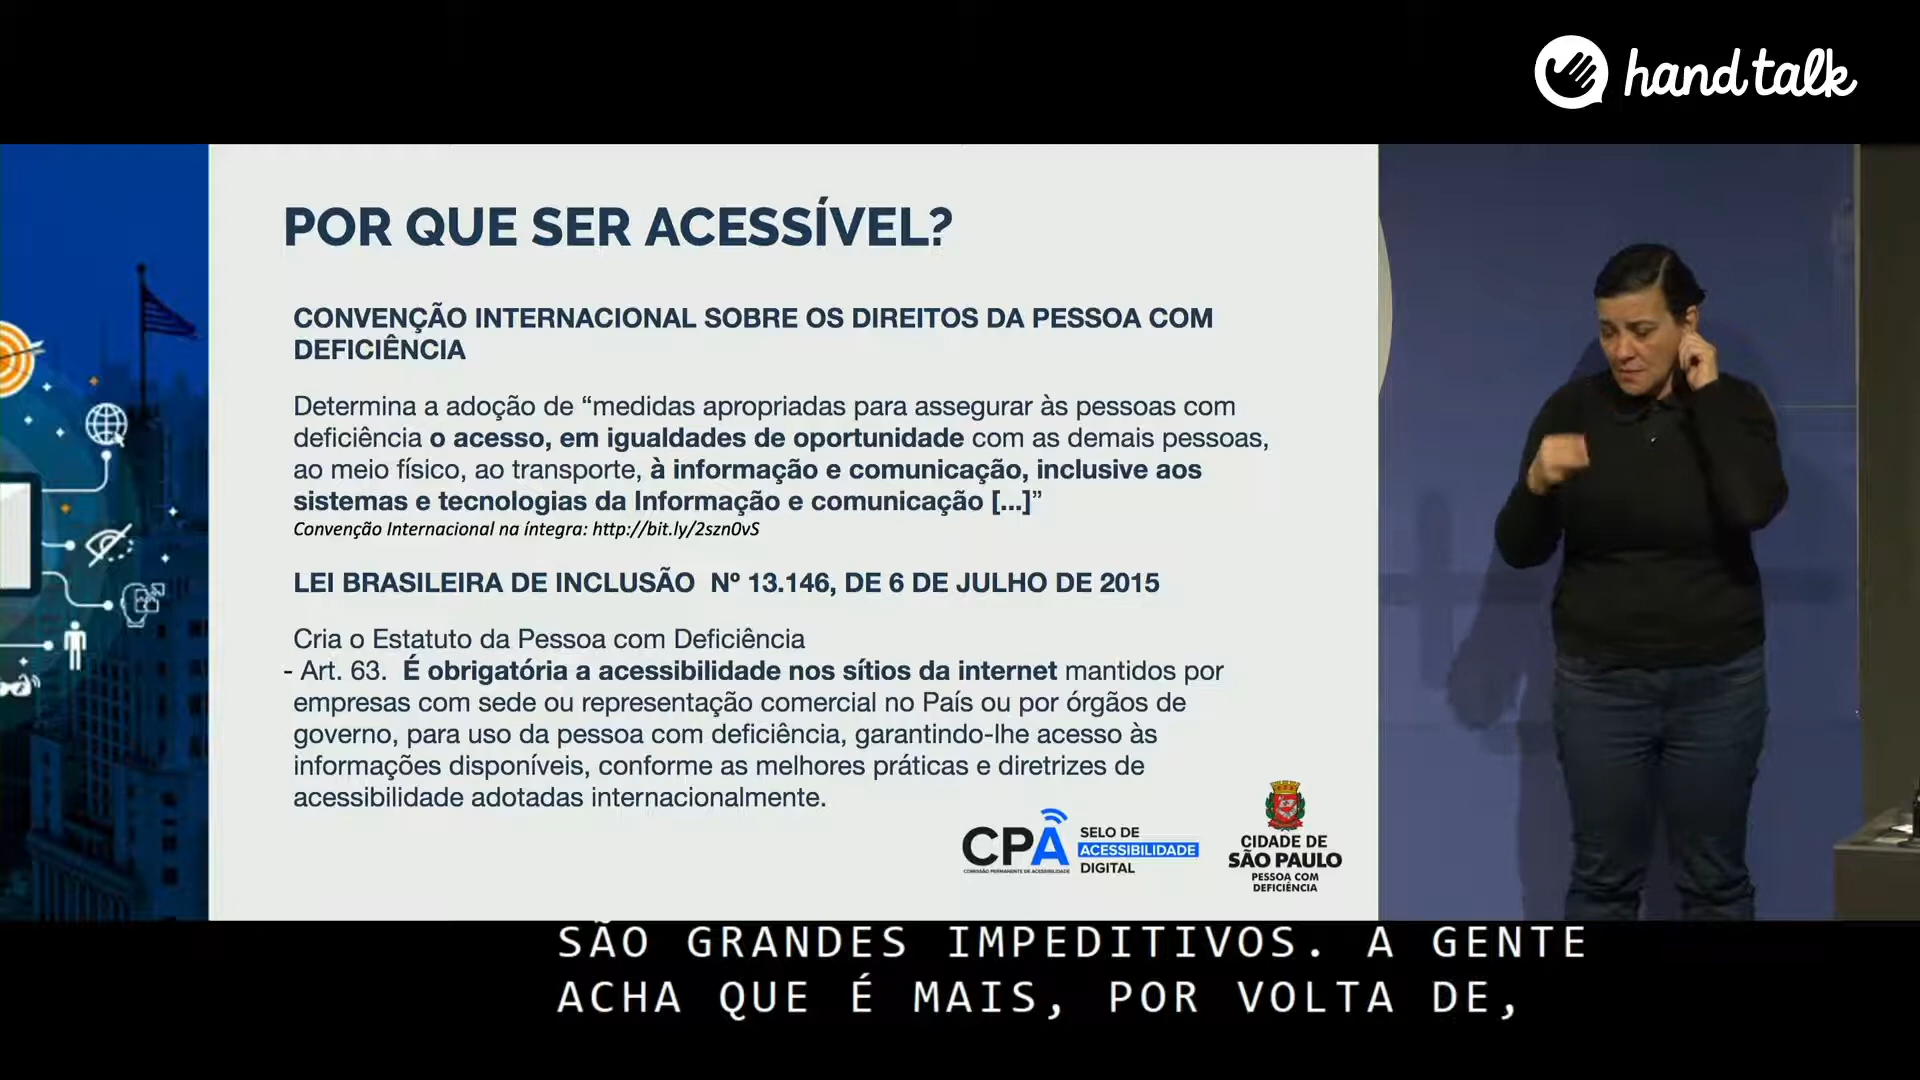 hand talk
POR QUE SER ACESSÍVEL?
CONVENÇÃO INTERNACIONAL SOBRE OS DIREITOS DA PESSOA COM
DEFICIÊNCIA
Determina a adoção de “medidas apropriadas para assegurar às pessoas com
deficiência o acesso, em igualdades de oportunidade com as demais pessoas,
ao meio físico, ao transporte, à informação e comunicação, inclusive aos
sistemas e tecnologias da Informação e comunicação [...]”
Convenção Internacional na íntegra: http://bit.ly/2szn0vS
LEI BRASILEIRA DE INCLUSÃO Nº 13.146, DE 6 DE JULHO DE 2015
Cria o Estatuto da Pessoa com Deficiência
- Art. 63. É obrigatória a acessibilidade nos sítios da internet mantidos por
empresas com sede ou representação comercial no País ou por órgãos de
governo, para uso da pessoa com deficiência, garantindo-lhe acesso às
informações disponíveis, conforme as melhores práticas e diretrizes de
acessibilidade adotadas internacionalmente.
CPA
COMISSÃO PERMANENTE DE ACESSIBILIDADE
SELO DE
ACESSIBILIDADE
DIGITAL
CIDADE DE
SÃO PAULO
PESSOA COM
DEFICIÊNCIA
SÃO GRANDES IMPEDITIVOS. A GENTE
ACHA QUE É MAIS, POR VOLTA DE,